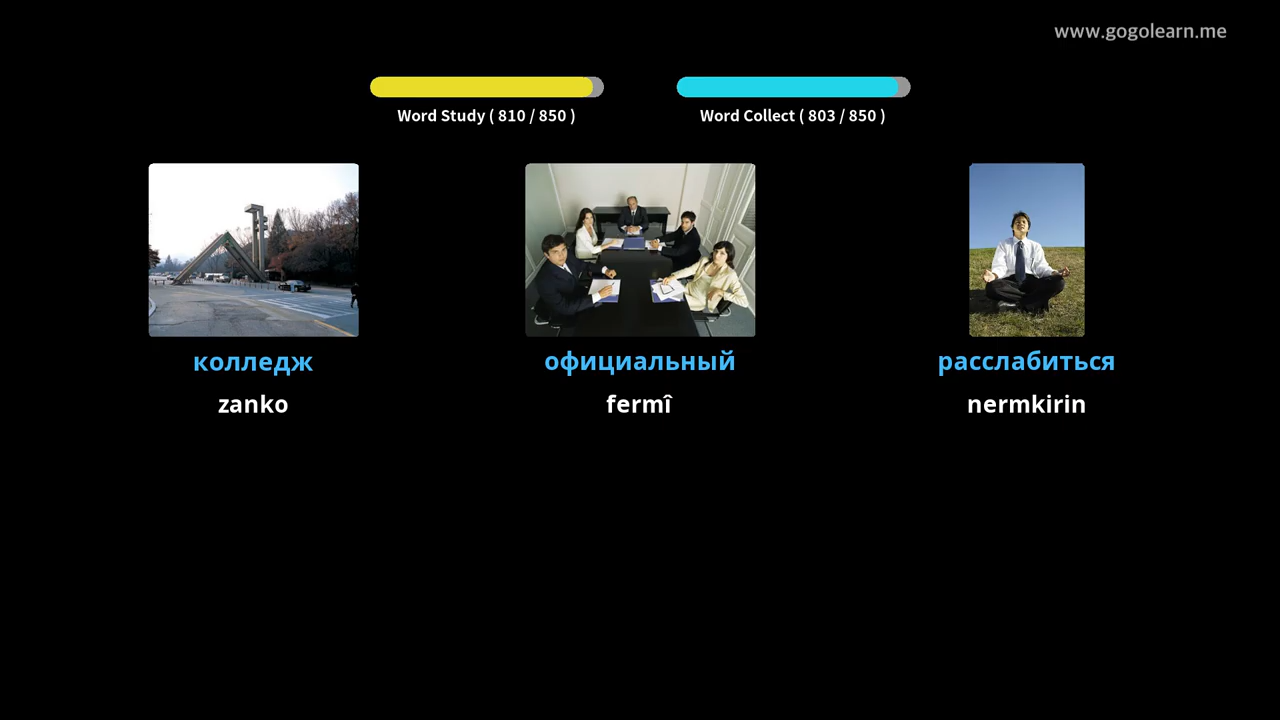 www.gogolearn.me
Word Study ( 810 / 850 )
Word Collect ( 803 / 850 )
колледж
официальный
расслабиться
zanko
fermî
nermkirin